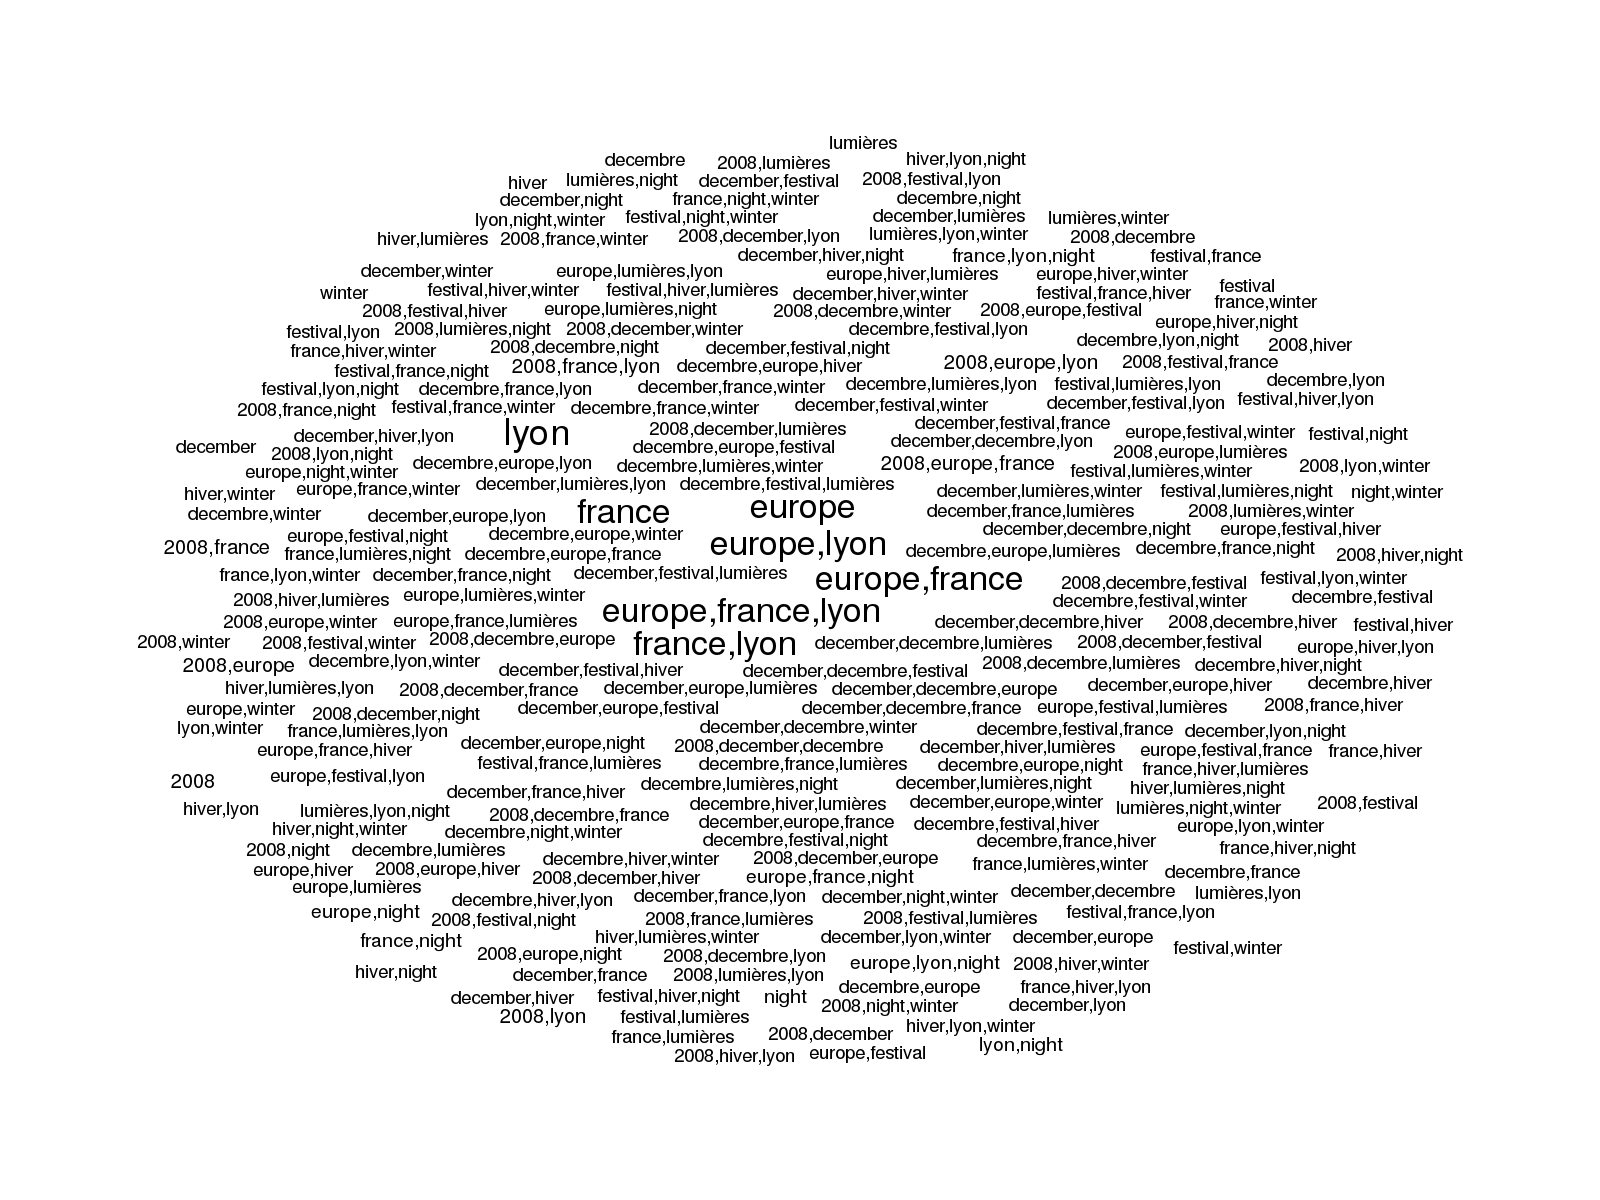 lumières
decembre 2008,lumières hiver,lyon,night
hiver lumières,night december,festival 2008,festival,lyon
december,night france,night,winter decembre,night
lyon,night,winter festival,night,winter december,lumières lumières,winter
hiver,lumières 2008,france,winter 2008,december,lyon lumières,lyon,winter 2008,decembre
december,hiver,night france,lyon,night festival,france
december,winter europe,lumières,lyon europe,hiver,lumières europe,hiver,winter
winter festival,hiver,winter festival,hiver,lumières december,hiver,winter festival,france,hiver festival
2008,festival,hiver europe,lumières,night 2008,decembre,winter 2008,europe,festival france,winter
festival,lyon 2008,lumières,night 2008,december,winter decembre,festival,lyon europe,hiver,night
france,hiver,winter 2008,decembre,night december,festival,night decembre,lyon,night 2008,hiver
festival,france,night 2008,france,lyon decembre,europe,hiver 2008,europe,lyon 2008,festival,france
festival,lyon,night decembre,france,lyon december,france,winter decembre,lumières,lyon festival,lumières,lyon decembre,lyon
2008,france,night festival,france,winter decembre,france,winter december,festival,winter december,festival,lyon festival,hiver,lyon
december december,hiver,lyon lyon 2008,december,lumières december,festival,france europe,festival,winter festival,night
2008,lyon,night decembre,europe,festival december,decembre,lyon 2008,europe,lumières
europe,night,winter decembre,europe,lyon decembre,lumières,winter 2008,europe,france festival,lumières,winter 2008,lyon,winter
hiver,winter europe,france,winter december,lumières,lyon decembre,festival,lumières december,lumières,winter festival,lumières,night night,winter
decembre,winter december,europe,lyon france europe december,france,lumières 2008,lumières,winter
europe,festival,night decembre,europe,winter december,decembre,night europe,festival,hiver
2008,france france,lumières,night decembre,europe,france europe,lyon decembre,europe,lumières decembre,france,night 2008,hiver,night
france,lyon,winter december,france,night december,festival,lumières europe,france 2008,decembre,festival festival,lyon,winter
2008,hiver,lumières europe,lumières,winter decembre,festival,winter decembre,festival
2008,europe,winter europe,france,lumières europe,france,lyon december,decembre,hiver 2008,decembre,hiver festival,hiver
2008,winter 2008,festival,winter 2008,decembre,europe france,lyon december,decembre,lumières 2008,december,festival europe,hiver,lyon
2008,europe decembre,lyon,winter december,festival,hiver december,decembre,festival 2008,decembre,lumières decembre,hiver,night
hiver,lumières,lyon 2008,december,france december,europe,lumières december,decembre,europe december,europe,hiver decembre,hiver
europe,winter 2008,december,night december,europe,festival december,decembre,france europe,festival,lumières 2008,france,hiver
lyon,winter france,lumières,lyon december,decembre,winter decembre,festival,france december,lyon,night
europe,france,hiver december,europe,night 2008,december,decembre december,hiver,lumières europe,festival,france france,hiver
festival,france,lumières decembre,france,lumières decembre,europe,night france,hiver,lumières
2008 europe,festival,lyon december,france,hiver decembre,lumières,night december,lumières,night hiver,lumières,night
hiver,lyon lumières,lyon,night 2008,decembre,france decembre,hiver,lumières december,europe,winter lumières,night,winter 2008,festival
hiver,night,winter decembre,night,winter december,europe,france decembre,festival,hiver europe,lyon,winter
2008,night decembre,lumières decembre,festival,night decembre,france,hiver france,hiver,night
europe,hiver 2008,europe,hiver decembre,hiver,winter 2008,december,europe france,lumières,winter decembre,france
europe,lumières 2008,december,hiver europe,france,night december,decembre lumières,lyon
europe,night decembre,hiver,lyon december,france,lyon december,night,winter festival,france,lyon
2008,festival,night 2008,france,lumières 2008,festival,lumières
france,night hiver,lumières,winter december,lyon,winter december,europe festival,winter
2008,europe,night 2008,decembre,lyon europe,lyon,night 2008,hiver,winter
hiver,night december,france 2008,lumières,lyon decembre,europe france,hiver,lyon
december,hiver festival,hiver,night night 2008,night,winter december,lyon
2008,lyon festival,lumières hiver,lyon,winter
france,lumières 2008,december lyon,night
2008,hiver,lyon europe,festival